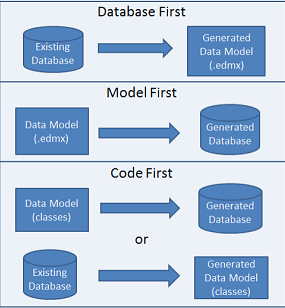 Database First
Existing
Database
Generated
Data Model
(.edmx)
Model First
Data Model
(.edmx)
Generated
Database
Code First
Data Model
(classes)
Generated
Database
or
Existing
Database
Generated
Data Model
(classes)